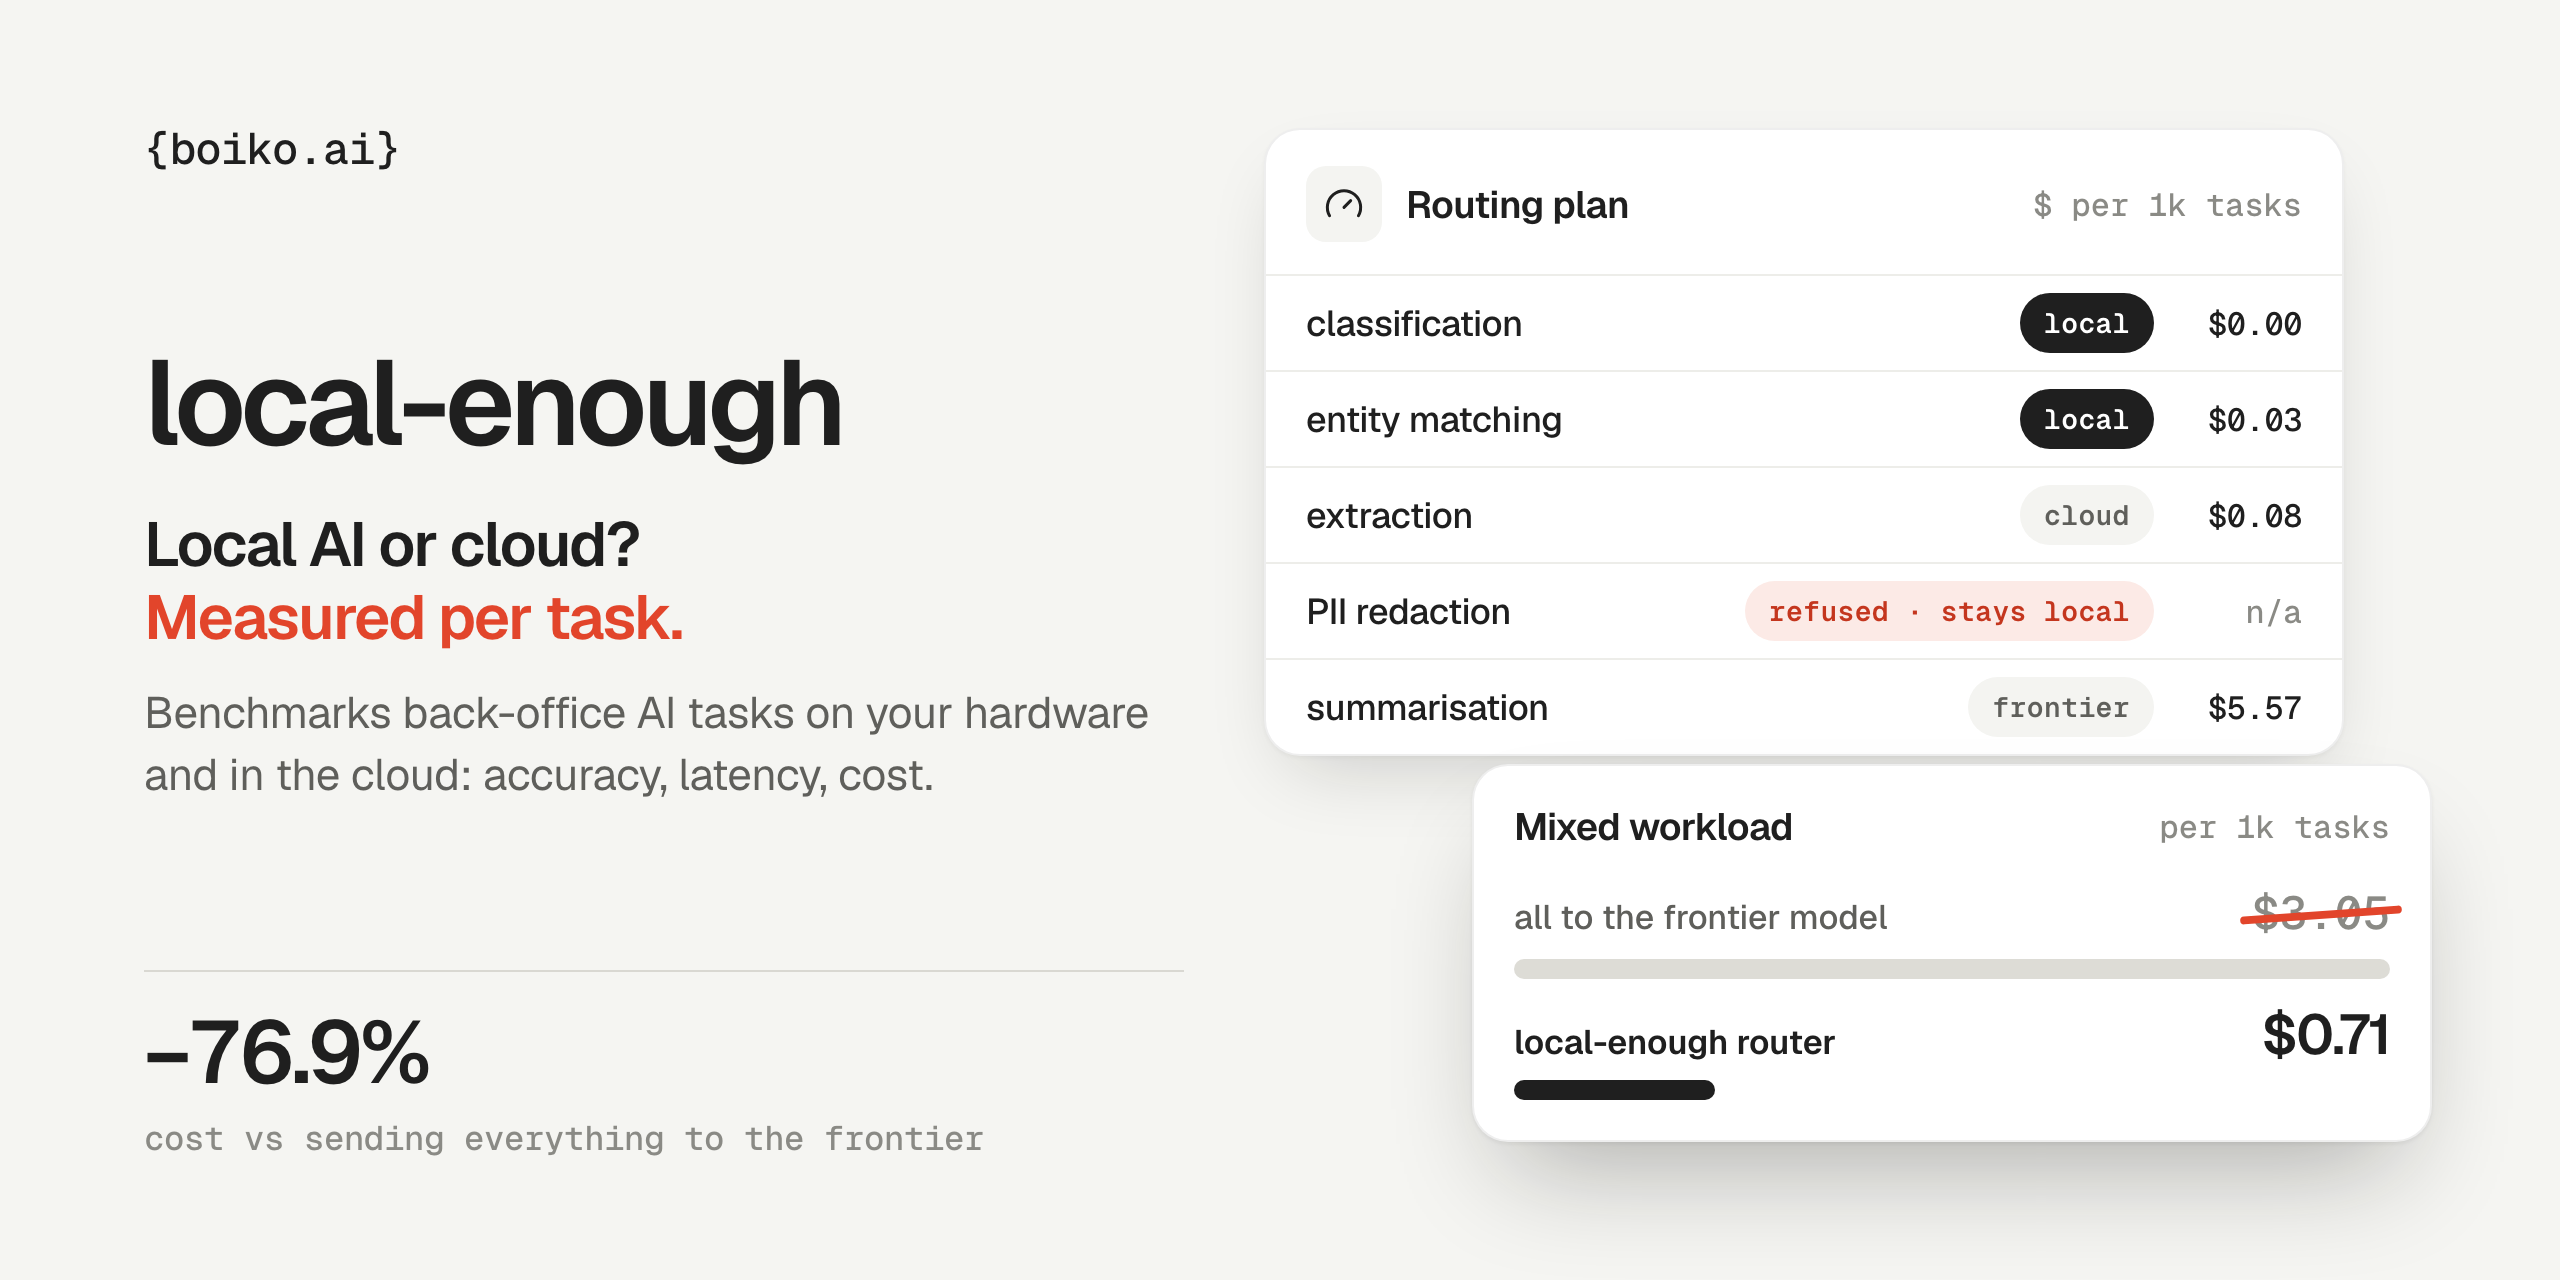 {boiko.ai}
local-enough
Local AI or cloud?
Measured per task.
Benchmarks back-office AI tasks on your hardware
and in the cloud: accuracy, latency, cost.
−76.9%
cost vs sending everything to the frontier
Routing plan $ per 1k tasks
classification local $0.00
entity matching local $0.03
extraction cloud $0.08
PII redaction refused · stays local n/a
summarisation frontier $5.57
Mixed workload per 1k tasks
all to the frontier model $3.05
local-enough router $0.71